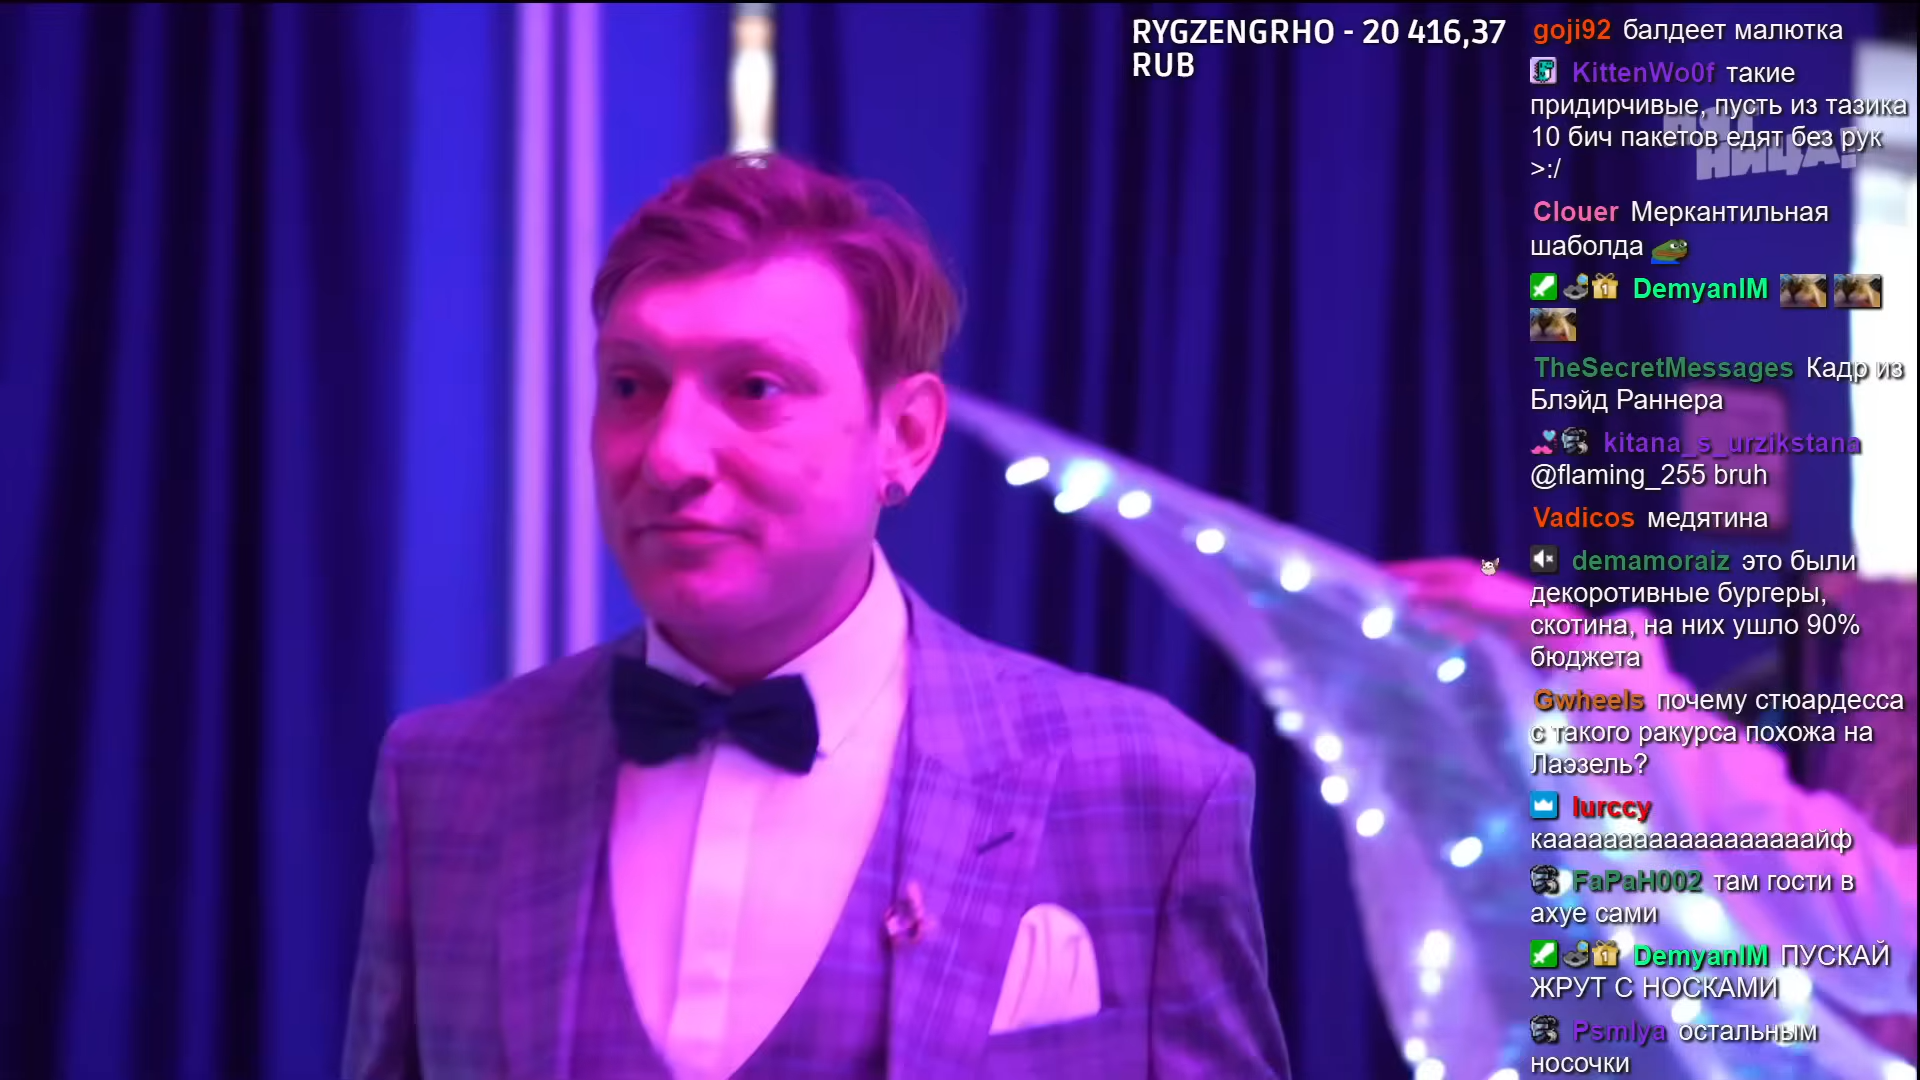 RYGZENGRHO - 20 416,37
RUB
goji92 балдеет малютка
KittenWo0f такие
придирчивые, пусть из тазика
10 бич пакетов едят без рук
>:/
ПЯТНИЦА!
Clouer Меркантильная
шаболда
DemyanIM
TheSecretMessages Кадр из
Блэйд Раннера
kitana_s_urzikstana
@flaming_255 bruh
Vadicos медятина
demamoraiz это были
декоротивные бургеры,
скотина, на них ушло 90%
бюджета
Gwheels почему стюардесса
с такого ракурса похожа на
Лаэзель?
lurccy
каааааааааааааааааайф
FaPaH002 там гости в
ахуе сами
1 DemyanIM ПУСКАЙ
ЖРУТ С НОСКАМИ
Psmlya остальным
носочки